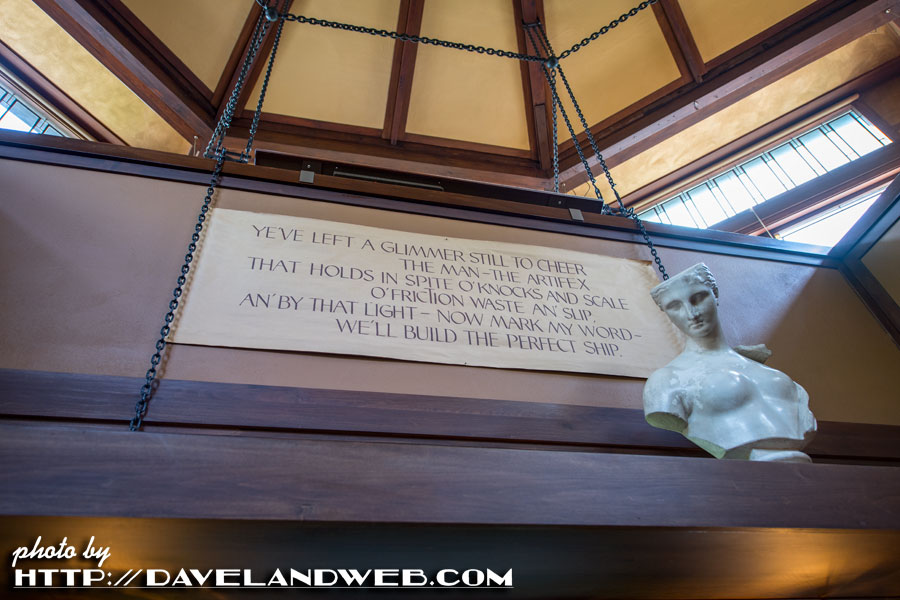 YE'VE LEFT A GLIMMER STILL TO CHEER
THE MAN - THE ARTIFEX
THAT HOLDS IN SPITE O' KNOCKS AND SCALE
O' FRICTION WASTE AN' SLIP.
AN' BY THAT LIGHT - NOW MARK MY WORD -
WE'LL BUILD THE PERFECT SHIP.
photo by
HTTP://DAVELANDWEB.COM/